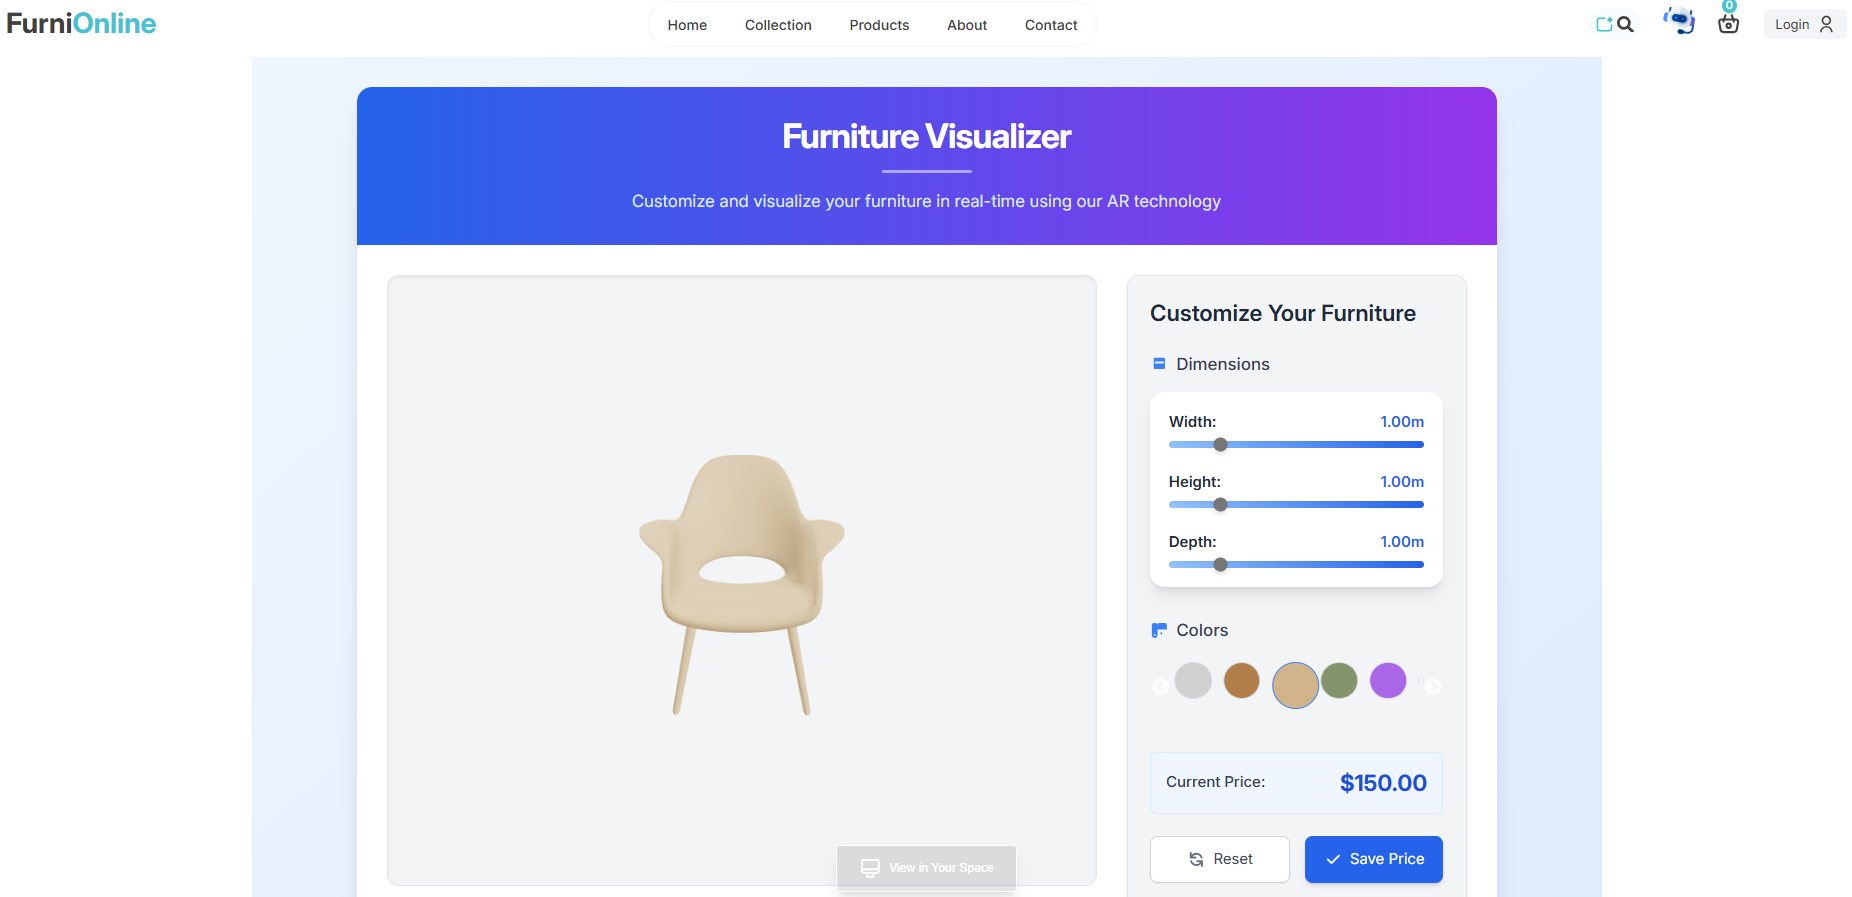 FurniOnline
Home Collection Products About Contact
0
Login
Furniture Visualizer
Customize and visualize your furniture in real-time using our AR technology
Customize Your Furniture
Dimensions
Width: 1.00m
Height: 1.00m
Depth: 1.00m
Colors
Current Price: $150.00
Reset
Save Price
View in Your Space